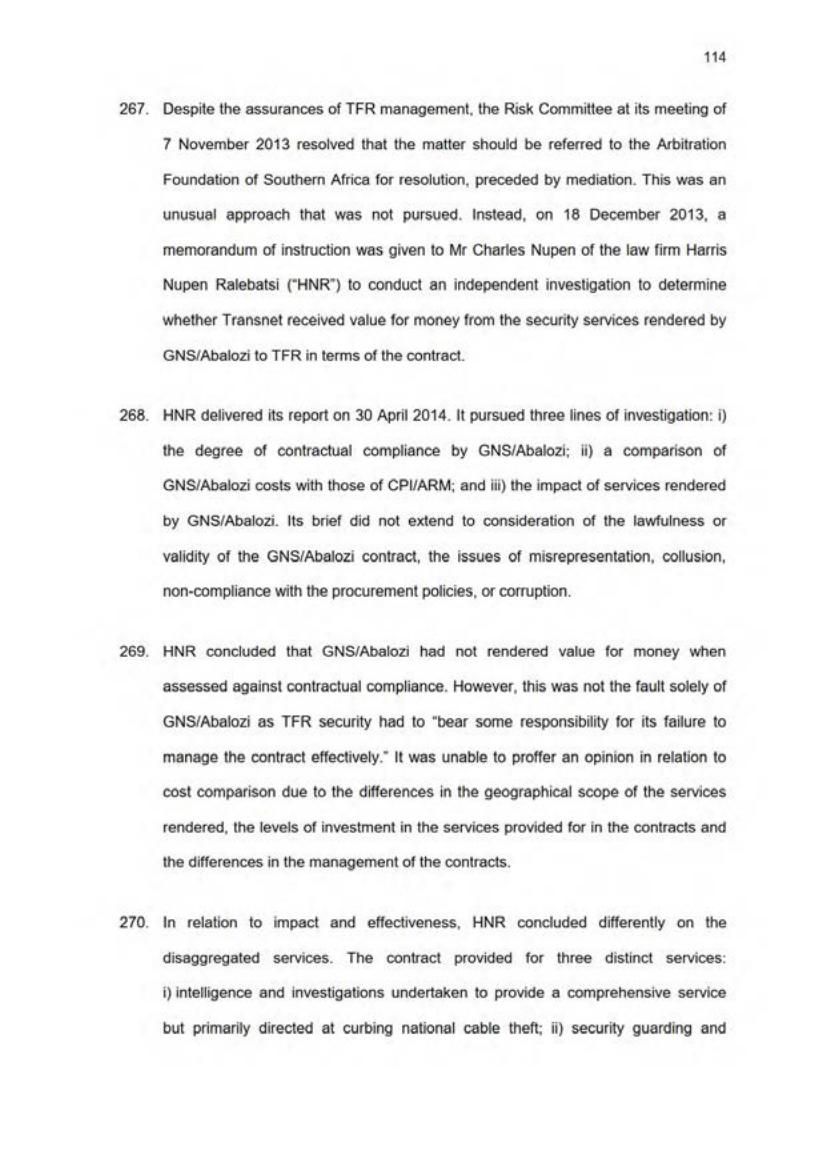 114
267. Despite the assurances of TFR management, the Risk Committee at its meeting of
7 November 2013 resolved that the matter should be referred to the Arbitration
Foundation of Southern Africa for resolution, preceded by mediation. This was an
unusual approach that was not pursued. Instead, on 18 December 2013, a
memorandum of instruction was given to Mr Charles Nupen of the law firm Harris
Nupen Ralebatsi (“HNR”) to conduct an independent investigation to determine
whether Transnet received value for money from the security services rendered by
GNS/Abalozi to TFR in terms of the contract.
268. HNR delivered its report on 30 April 2014. It pursued three lines of investigation: i)
the degree of contractual compliance by GNS/Abalozi; ii) a comparison of
GNS/Abalozi costs with those of CPI/ARM; and iii) the impact of services rendered
by GNS/Abalozi. Its brief did not extend to consideration of the lawfulness or
validity of the GNS/Abalozi contract, the issues of misrepresentation, collusion,
non-compliance with the procurement policies, or corruption.
269. HNR concluded that GNS/Abalozi had not rendered value for money when
assessed against contractual compliance. However, this was not the fault solely of
GNS/Abalozi as TFR security had to “bear some responsibility for its failure to
manage the contract effectively.” It was unable to proffer an opinion in relation to
cost comparison due to the differences in the geographical scope of the services
rendered, the levels of investment in the services provided for in the contracts and
the differences in the management of the contracts.
270. In relation to impact and effectiveness, HNR concluded differently on the
disaggregated services. The contract provided for three distinct services:
i) intelligence and investigations undertaken to provide a comprehensive service
but primarily directed at curbing national cable theft; ii) security guarding and